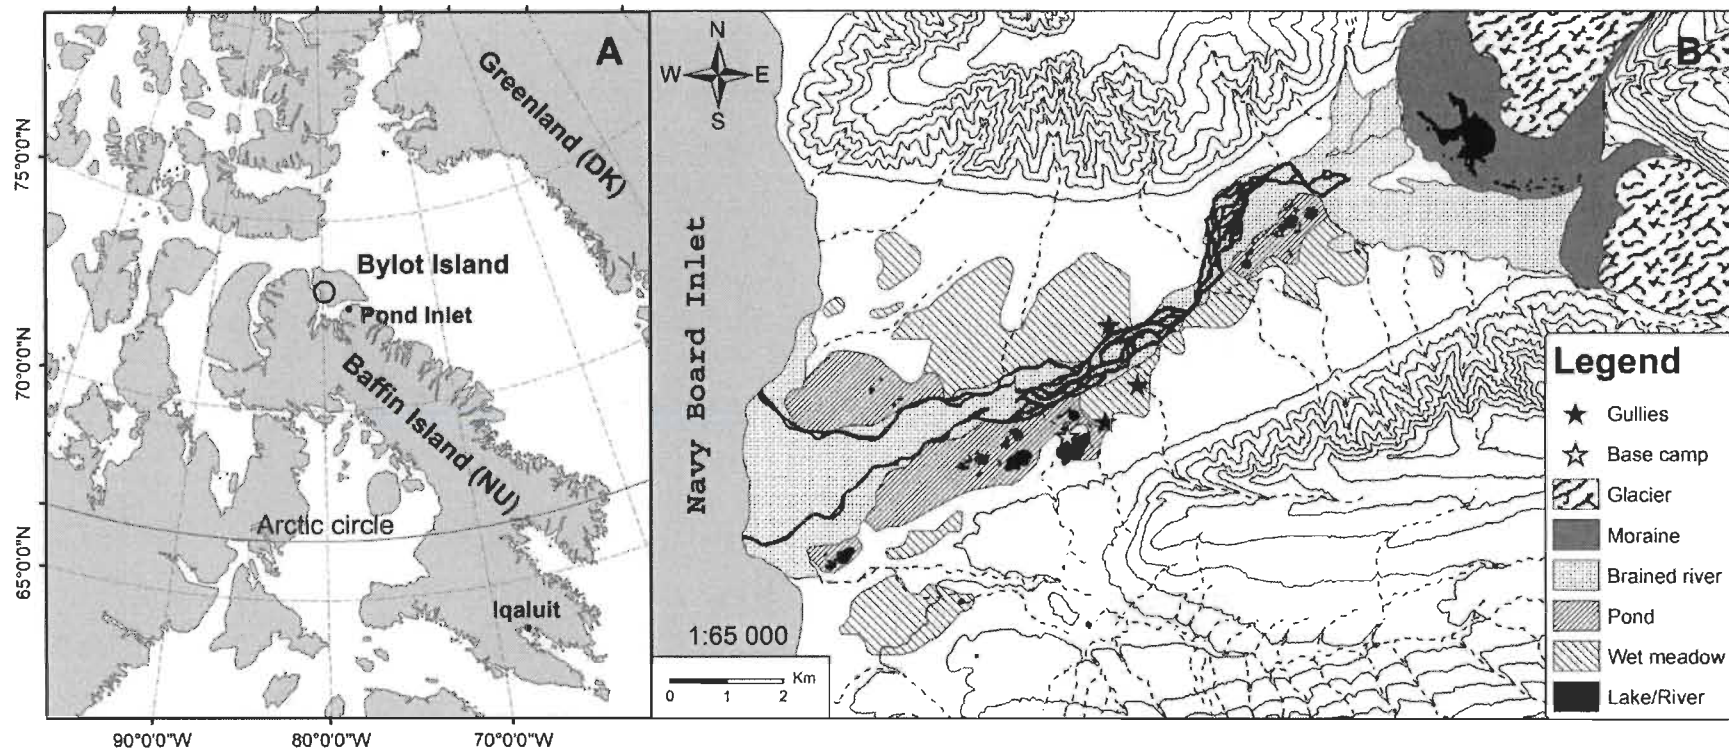 A
Greenland (DK)
75°0'0"N
Bylot Island
Pond Inlet
70°0'0"N
Baffin Island (NU)
Arctic circle
65°0'0"N
Iqaluit
90°0'0"W
80°0'0"W
70°0'0"W
B
N
W E
S
Navy Board Inlet
1:65 000
Km
0 1 2
Legend
Gullies
Base camp
Glacier
Moraine
Brained river
Pond
Wet meadow
Lake/River